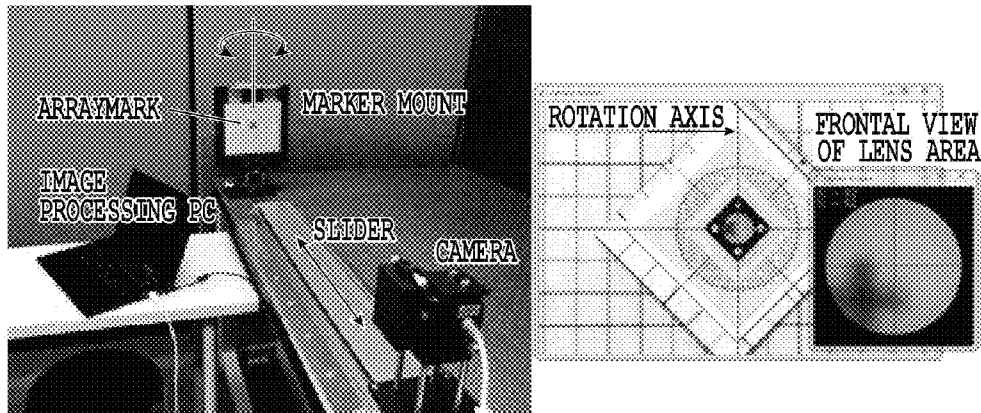 ARRAYMARK
MARKER MOUNT
IMAGE
PROCESSING PC
SLIDER
CAMERA
ROTATION AXIS
FRONTAL VIEW
OF LENS AREA